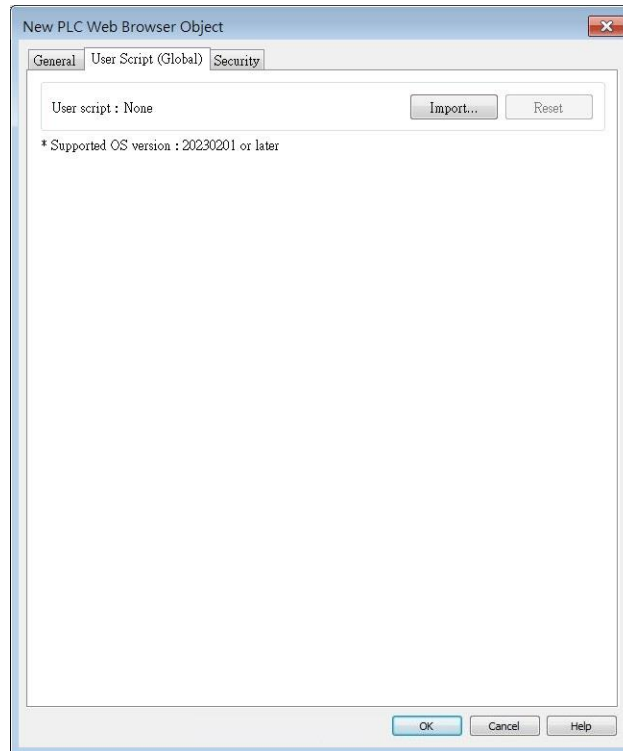 New PLC Web Browser Object
General User Script (Global) Security
User script : None Import... Reset
* Supported OS version : 20230201 or later
OK Cancel Help